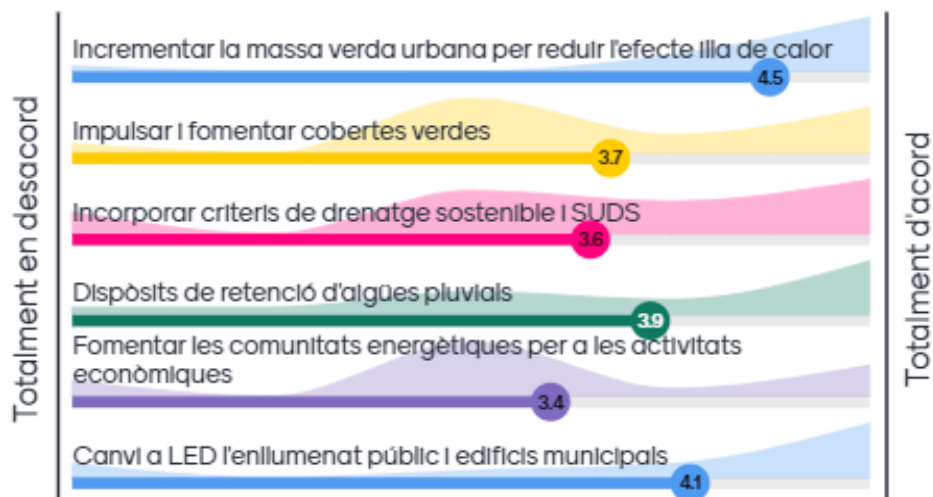 Totalment en desacord
Incrementar la massa verda urbana per reduir l'efecte illa de calor
4.5
Impulsar i fomentar cobertes verdes
3.7
Incorporar criteris de drenatge sostenible i SUDS
3.6
Dispòsits de retenció d'aigües pluvials
3.9
Fomentar les comunitats energètiques per a les activitats
econòmiques
3.4
Canvi a LED l'enllumenat públic i edificis municipals
4.1
Totalment d'acord